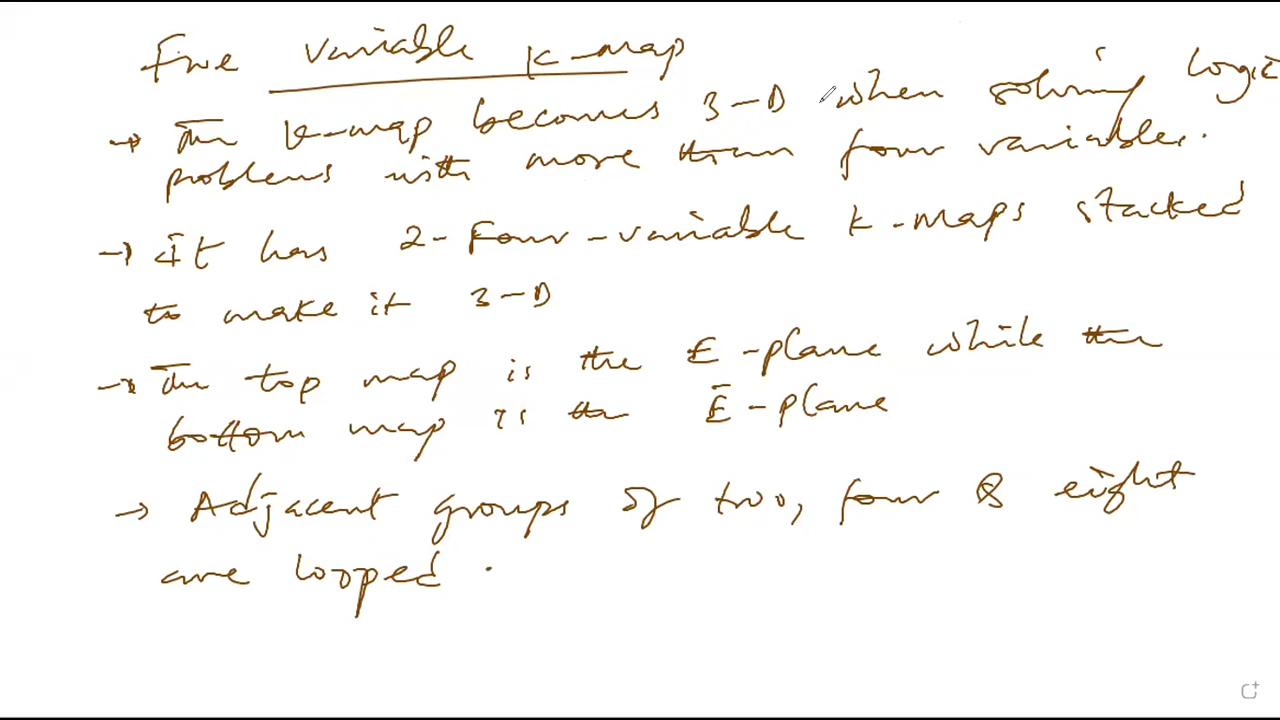 Five variable K-map
→ The K-map becomes 3-D when solving logic
problems with more than four variables.
→ It has 2-Four-variable K-maps stacked
to make it 3-D
→ The top map is the E-plane while the
bottom map is the E̅-plane
→ Adjacent groups of two, four & eight
are looped.